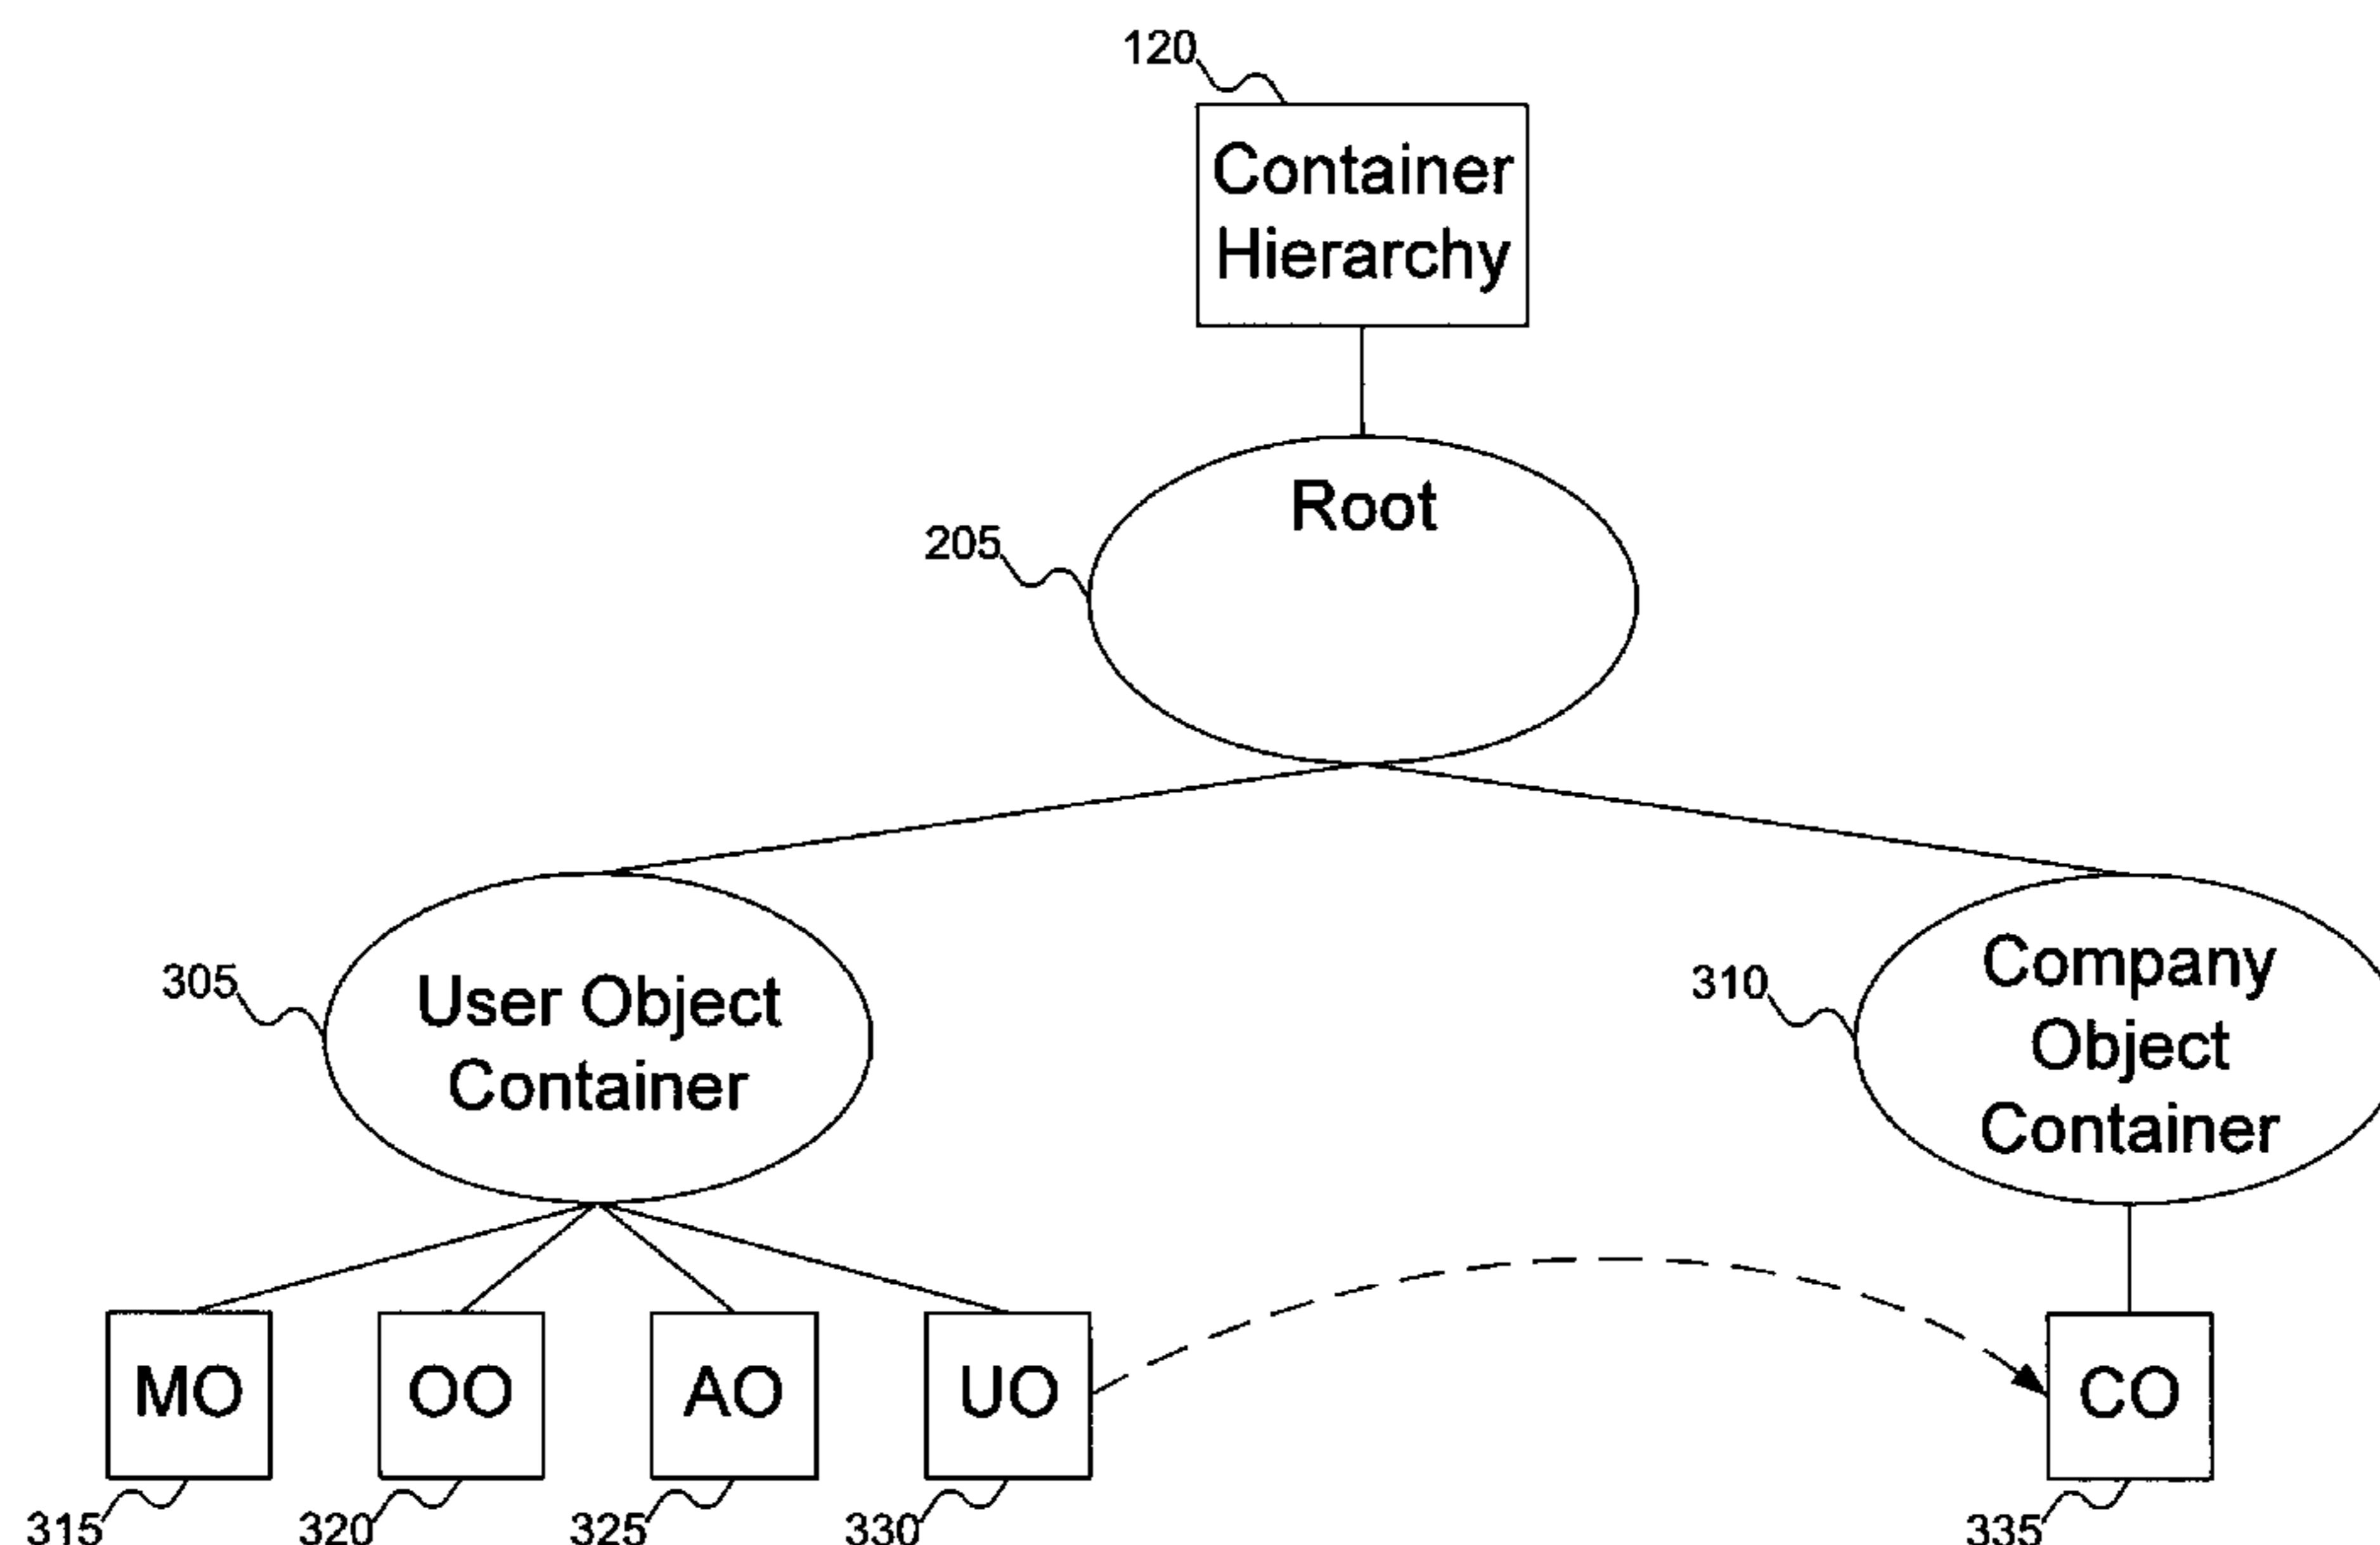 120
Container
Hierarchy
Root
205
305
User Object
Container
310
Company
Object
Container
MO
OO
AO
UO
CO
315
320
325
330
335